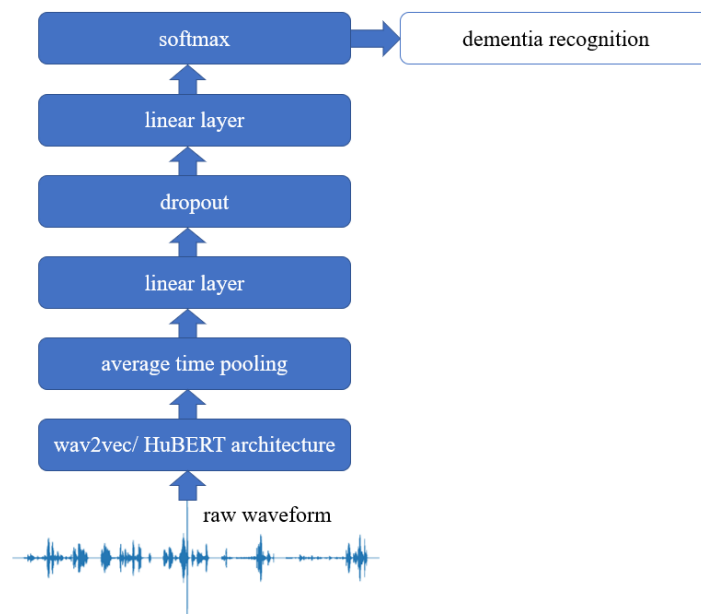 softmax
dementia recognition
linear layer
dropout
linear layer
average time pooling
wav2vec/ HuBERT architecture
raw waveform